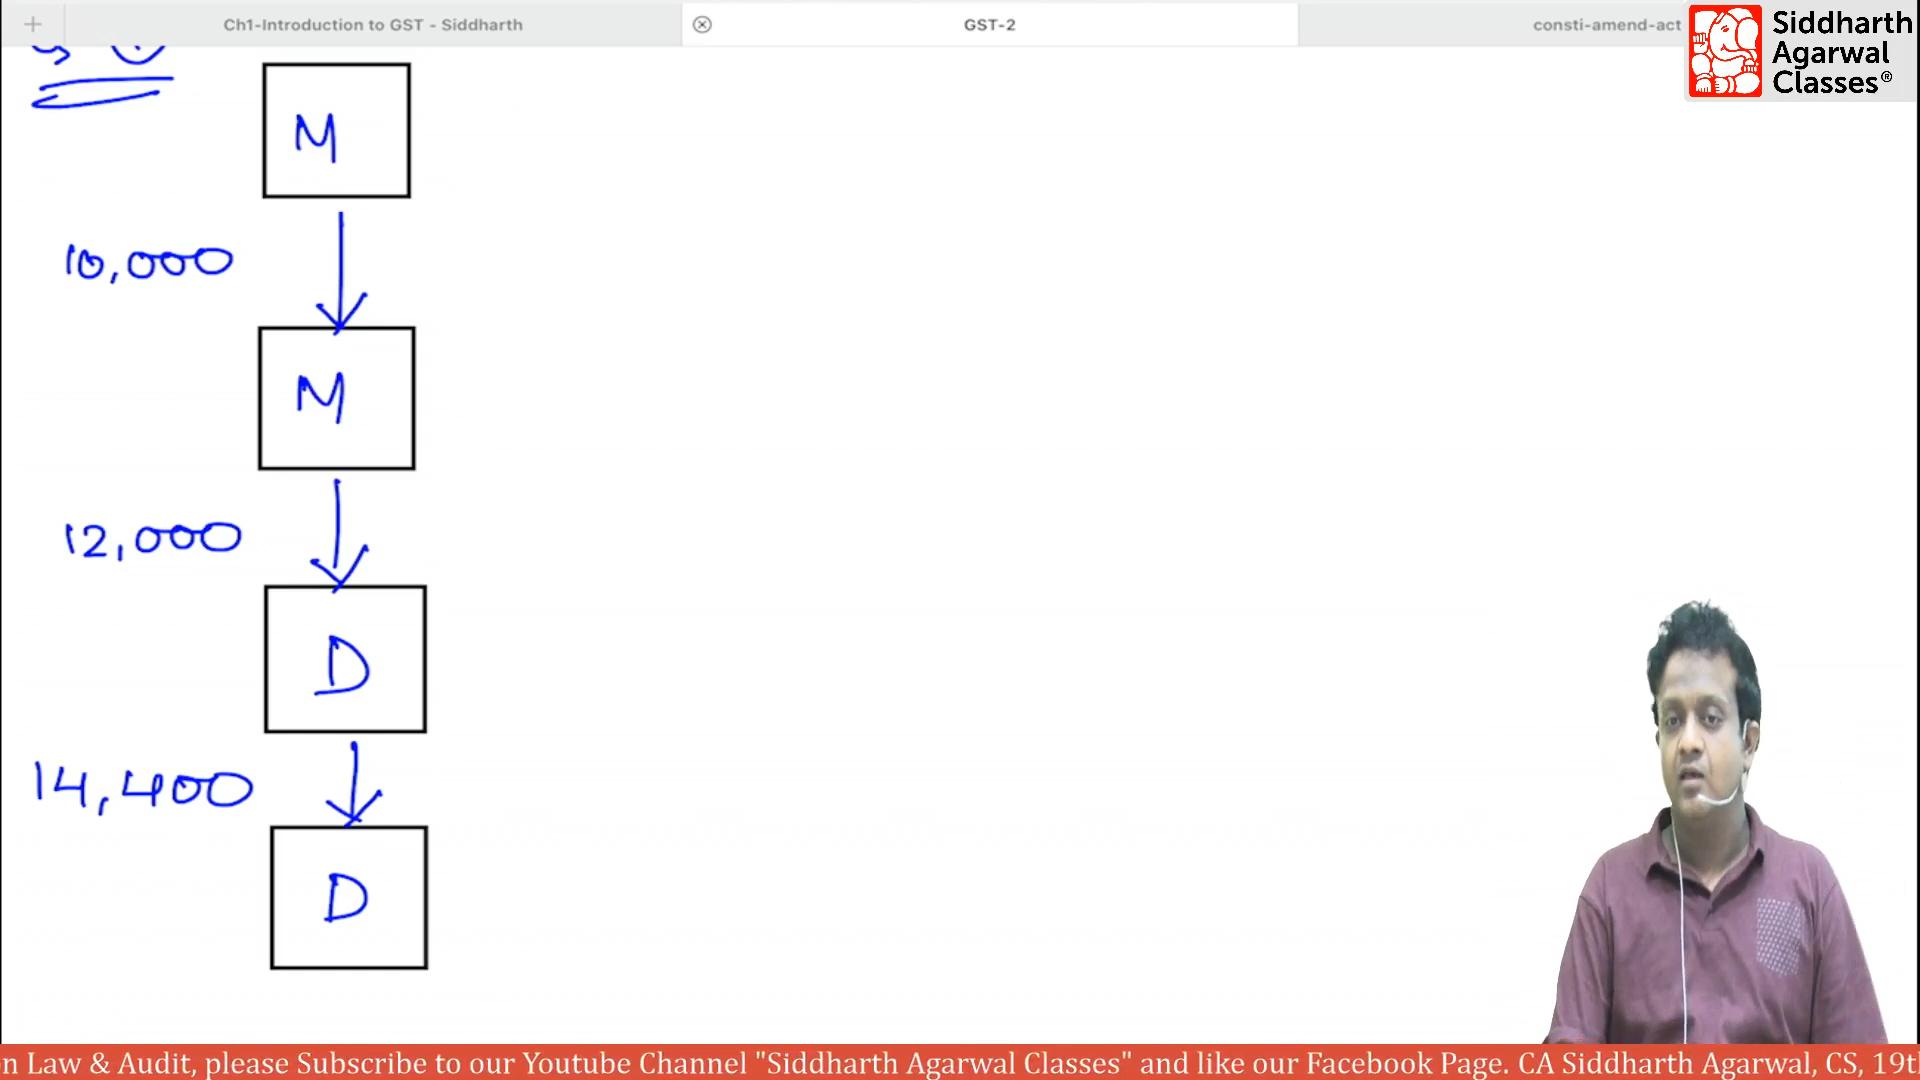 Ch1-Introduction to GST - Siddharth
GST-2
consti-amend-act
Siddharth
Agarwal
Classes®
M
10,000
M
12,000
D
14,400
D
n Law & Audit, please Subscribe to our Youtube Channel "Siddharth Agarwal Classes" and like our Facebook Page. CA Siddharth Agarwal, CS, 19t